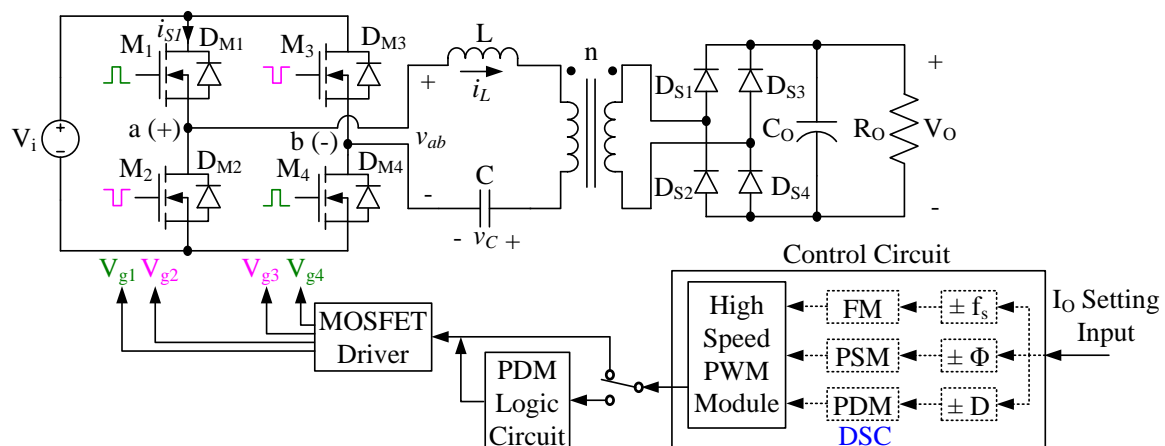 i_S1
M₁
D_M1
M₃
D_M3
L
n
+
i_L
D_S1
D_S3
+
V_i
a (+)
b (-)
v_ab
C_O
R_O
V_O
M₂
D_M2
M₄
D_M4
C
D_S2
D_S4
-
-
- v_C +
V_g1 V_g2 V_g3 V_g4
Control Circuit
MOSFET
Driver
PDM
Logic
Circuit
High
Speed
PWM
Module
FM
± f_s
PSM
± Φ
PDM
± D
DSC
I_O Setting
Input